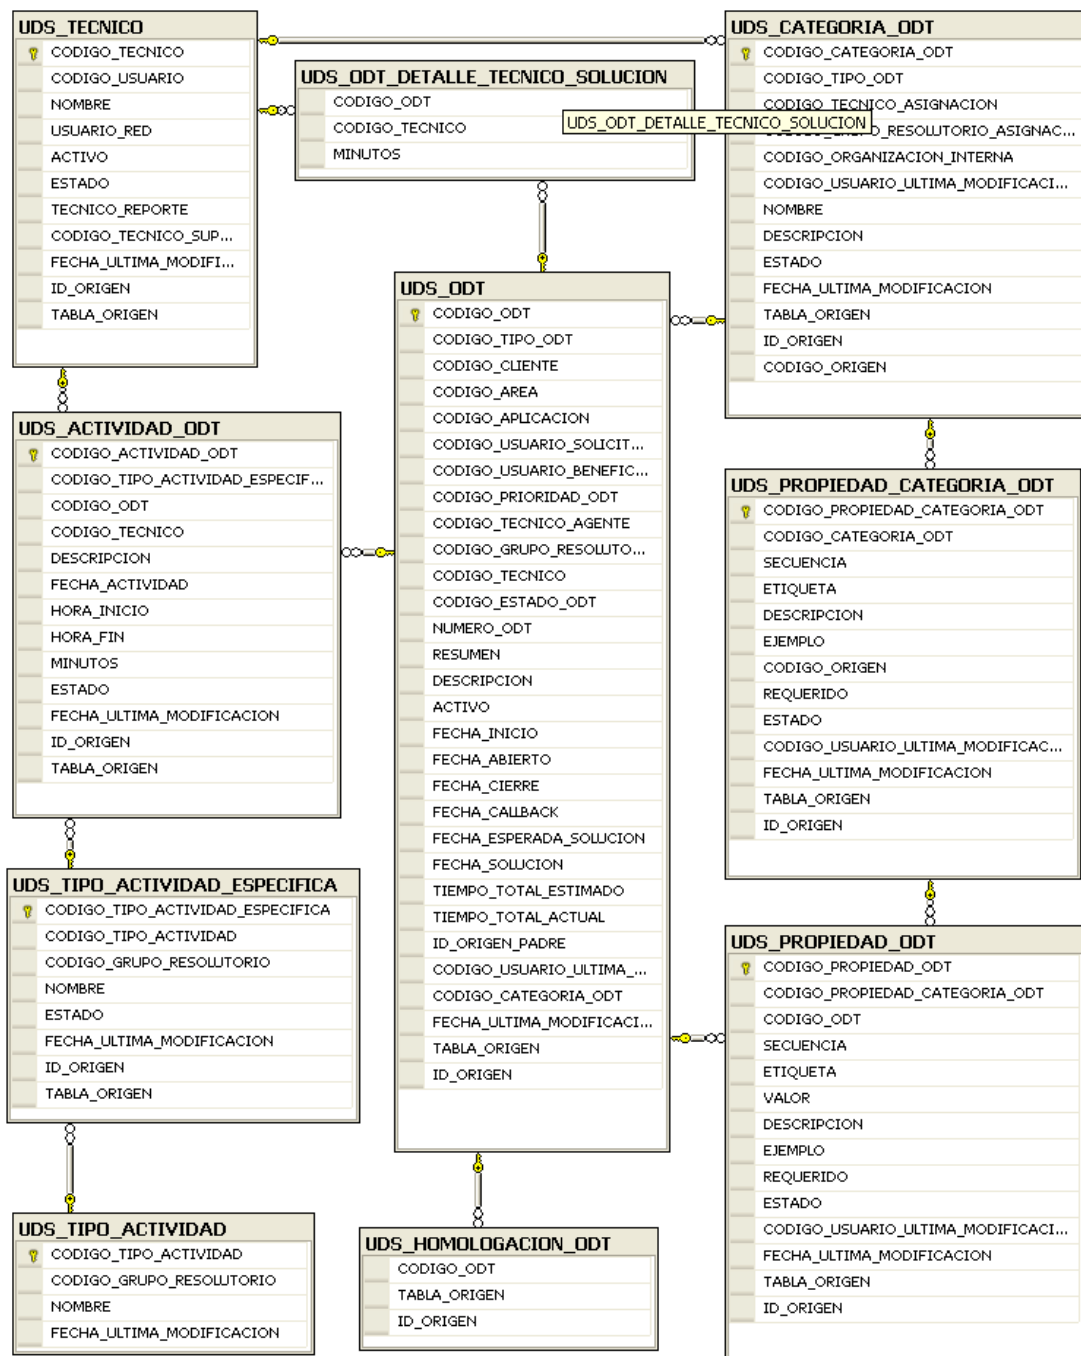 UDS_TECNICO
CODIGO_TECNICO
CODIGO_USUARIO
NOMBRE
USUARIO_RED
ACTIVO
ESTADO
TECNICO_REPORTE
CODIGO_TECNICO_SUP...
FECHA_ULTIMA_MODIFI...
ID_ORIGEN
TABLA_ORIGEN
UDS_ODT_DETALLE_TECNICO_SOLUCION
CODIGO_ODT
CODIGO_TECNICO
MINUTOS
UDS_ODT_DETALLE_TECNICO_SOLUCION
UDS_CATEGORIA_ODT
CODIGO_CATEGORIA_ODT
CODIGO_TIPO_ODT
CODIGO_TECNICO_ASIGNACION
RESOLUTORIO_ASIGNAC...
CODIGO_ORGANIZACION_INTERNA
CODIGO_USUARIO_ULTIMA_MODIFICACI...
NOMBRE
DESCRIPCION
ESTADO
FECHA_ULTIMA_MODIFICACION
TABLA_ORIGEN
ID_ORIGEN
CODIGO_ORIGEN
UDS_ACTIVIDAD_ODT
CODIGO_ACTIVIDAD_ODT
CODIGO_TIPO_ACTIVIDAD_ESPECIF...
CODIGO_ODT
CODIGO_TECNICO
DESCRIPCION
FECHA_ACTIVIDAD
HORA_INICIO
HORA_FIN
MINUTOS
ESTADO
FECHA_ULTIMA_MODIFICACION
ID_ORIGEN
TABLA_ORIGEN
UDS_ODT
CODIGO_ODT
CODIGO_TIPO_ODT
CODIGO_CLIENTE
CODIGO_AREA
CODIGO_APLICACION
CODIGO_USUARIO_SOLICIT...
CODIGO_USUARIO_BENEFIC...
CODIGO_PRIORIDAD_ODT
CODIGO_TECNICO_AGENTE
CODIGO_GRUPO_RESOLUTO...
CODIGO_TECNICO
CODIGO_ESTADO_ODT
NUMERO_ODT
RESUMEN
DESCRIPCION
ACTIVO
FECHA_INICIO
FECHA_ABIERTO
FECHA_CIERRE
FECHA_CALLBACK
FECHA_ESPERADA_SOLUCION
FECHA_SOLUCION
TIEMPO_TOTAL_ESTIMADO
TIEMPO_TOTAL_ACTUAL
ID_ORIGEN_PADRE
CODIGO_USUARIO_ULTIMA_...
CODIGO_CATEGORIA_ODT
FECHA_ULTIMA_MODIFICACI...
TABLA_ORIGEN
ID_ORIGEN
UDS_PROPIEDAD_CATEGORIA_ODT
CODIGO_PROPIEDAD_CATEGORIA_ODT
CODIGO_CATEGORIA_ODT
SECUENCIA
ETIQUETA
DESCRIPCION
EJEMPLO
CODIGO_ORIGEN
REQUERIDO
ESTADO
CODIGO_USUARIO_ULTIMA_MODIFICAC...
FECHA_ULTIMA_MODIFICACION
TABLA_ORIGEN
ID_ORIGEN
UDS_TIPO_ACTIVIDAD_ESPECIFICA
CODIGO_TIPO_ACTIVIDAD_ESPECIFICA
CODIGO_TIPO_ACTIVIDAD
CODIGO_GRUPO_RESOLUTORIO
NOMBRE
ESTADO
FECHA_ULTIMA_MODIFICACION
ID_ORIGEN
TABLA_ORIGEN
UDS_PROPIEDAD_ODT
CODIGO_PROPIEDAD_ODT
CODIGO_PROPIEDAD_CATEGORIA_ODT
CODIGO_ODT
SECUENCIA
ETIQUETA
VALOR
DESCRIPCION
EJEMPLO
REQUERIDO
ESTADO
CODIGO_USUARIO_ULTIMA_MODIFICACI...
FECHA_ULTIMA_MODIFICACION
TABLA_ORIGEN
ID_ORIGEN
UDS_TIPO_ACTIVIDAD
CODIGO_TIPO_ACTIVIDAD
CODIGO_GRUPO_RESOLUTORIO
NOMBRE
FECHA_ULTIMA_MODIFICACION
UDS_HOMOLOGACION_ODT
CODIGO_ODT
TABLA_ORIGEN
ID_ORIGEN